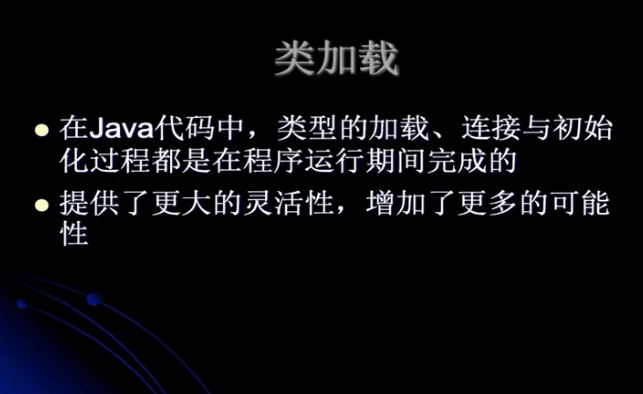 类加载
在Java代码中，类型的加载、连接与初始
化过程都是在程序运行期间完成的
提供了更大的灵活性，增加了更多的可能
性